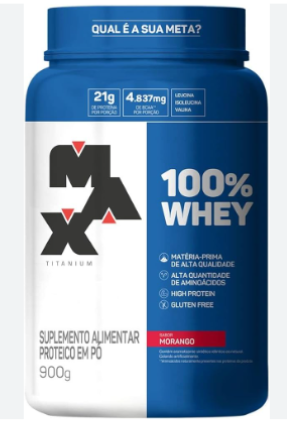 QUAL É A SUA META?
21g
DE PROTEÍNA
POR PORÇÃO
4.837mg
DE BCAA*
POR PORÇÃO
LEUCINA
ISOLEUCINA
VALINA
MAX
TITANIUM
100%
WHEY
MATÉRIA-PRIMA
DE ALTA QUALIDADE
ALTA QUANTIDADE
DE AMINOÁCIDOS
HIGH PROTEIN
GLUTEN FREE
SUPLEMENTO ALIMENTAR
PROTEICO EM PÓ
900g
SABOR
MORANGO